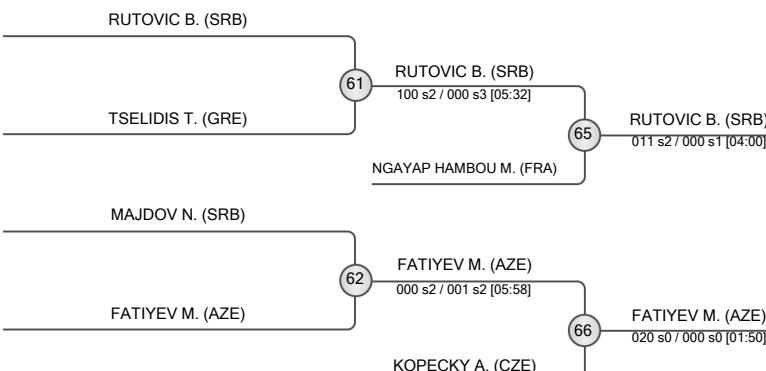 RUTOVIC B. (SRB)
61
RUTOVIC B. (SRB)
100 s2 / 000 s3 [05:32]
TSELIDIS T. (GRE)
65
RUTOVIC B. (SRB)
011 s2 / 000 s1 [04:00]
NGAYAP HAMBOU M. (FRA)
MAJDOV N. (SRB)
62
FATIYEV M. (AZE)
000 s2 / 001 s2 [05:58]
FATIYEV M. (AZE)
66
FATIYEV M. (AZE)
020 s0 / 000 s0 [01:50]
KOPECKY A. (CZE)